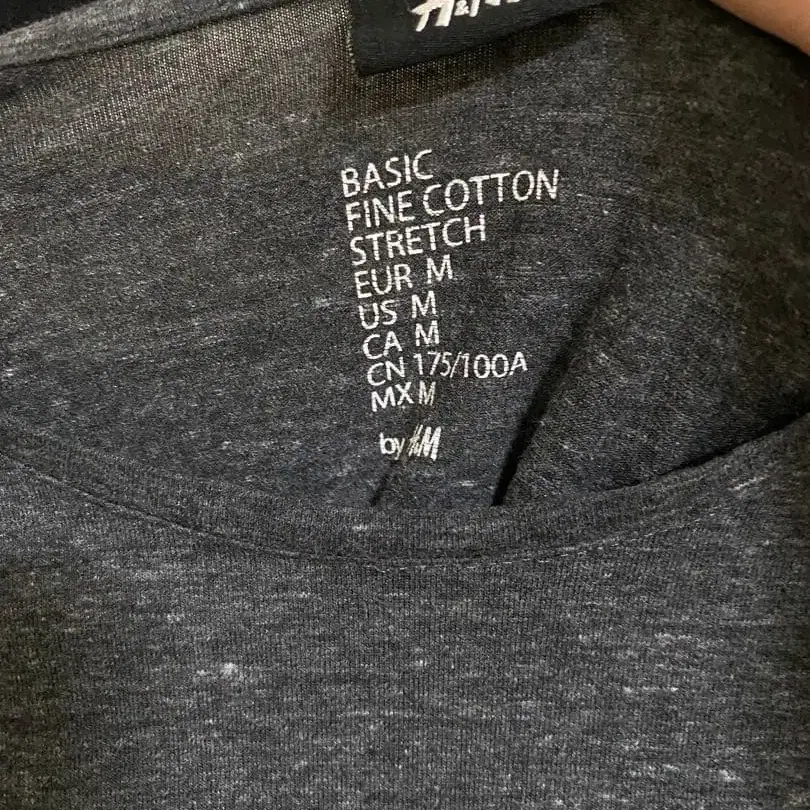 H&M
BASIC
FINE COTTON
STRETCH
EUR M
US M
CA M
CN 175/100A
MX M
by H&M